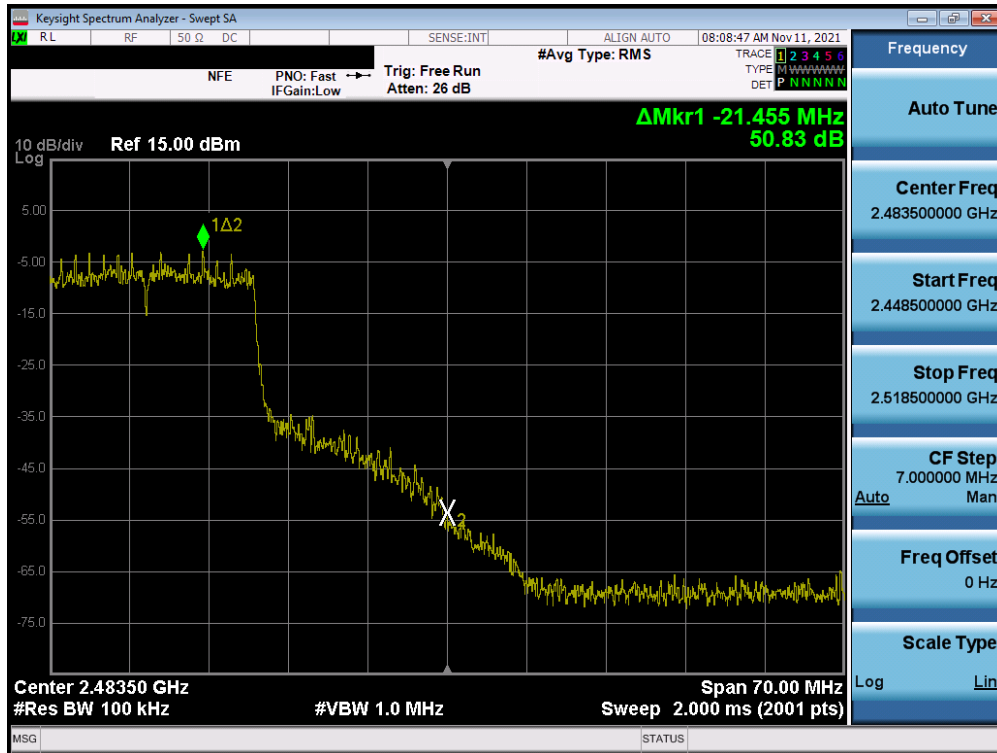 Keysight Spectrum Analyzer - Swept SA
LXI RL RF 50 Ω DC SENSE:INT ALIGN AUTO 08:08:47 AM Nov 11, 2021
NFE PNO: Fast Trig: Free Run #Avg Type: RMS TRACE 1 2 3 4 5 6
IFGain:Low Atten: 26 dB TYPE M WWWWW
DET P N N N N N
ΔMkr1 -21.455 MHz
50.83 dB
10 dB/div Ref 15.00 dBm
Log
5.00
-5.00
-15.0
-25.0
-35.0
-45.0
-55.0
-65.0
-75.0
1Δ2
2
Center 2.48350 GHz Span 70.00 MHz
#Res BW 100 kHz #VBW 1.0 MHz Sweep 2.000 ms (2001 pts)
MSG STATUS
Frequency
Auto Tune
Center Freq
2.483500000 GHz
Start Freq
2.448500000 GHz
Stop Freq
2.518500000 GHz
CF Step
7.000000 MHz
Auto Man
Freq Offset
0 Hz
Scale Type
Log Lin